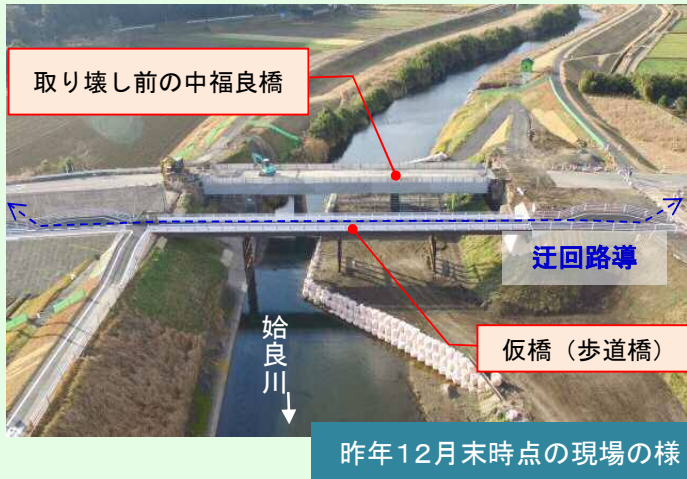 取り壊し前の中福良橋
迂回路導
仮橋（歩道橋）
姶良川
昨年12月末時点の現場の様